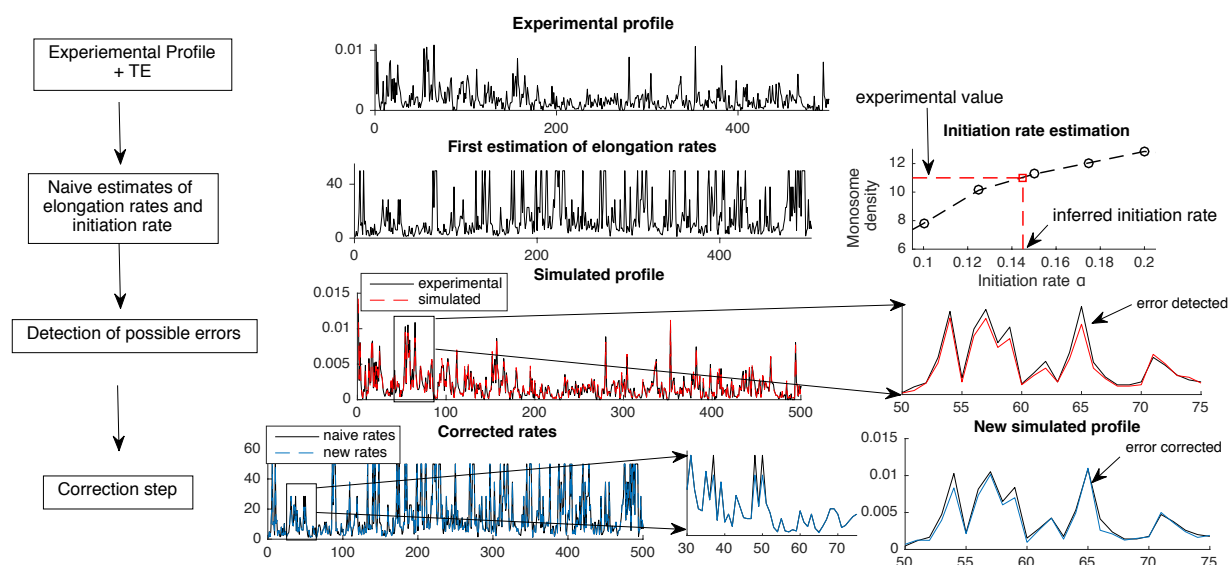 Experiemental Profile
+ TE
Naive estimates of
elongation rates and
initiation rate
Detection of possible errors
Correction step
Experimental profile
0.01
0
0
200
400
First estimation of elongation rates
40
20
0
0
100
200
300
400
experimental value
Initiation rate estimation
Monosome
density
12
10
8
6
0.1
0.12
0.14
0.16
0.18
0.2
Initiation rate α
inferred initiation rate
Simulated profile
experimental
simulated
0.015
0.01
0.005
0
0
100
200
300
400
500
error detected
50
55
60
65
70
75
Corrected rates
naive rates
new rates
60
40
20
0
0
100
200
300
400
500
30
40
50
60
70
New simulated profile
error corrected
0.015
0.01
0.005
0
50
55
60
65
70
75